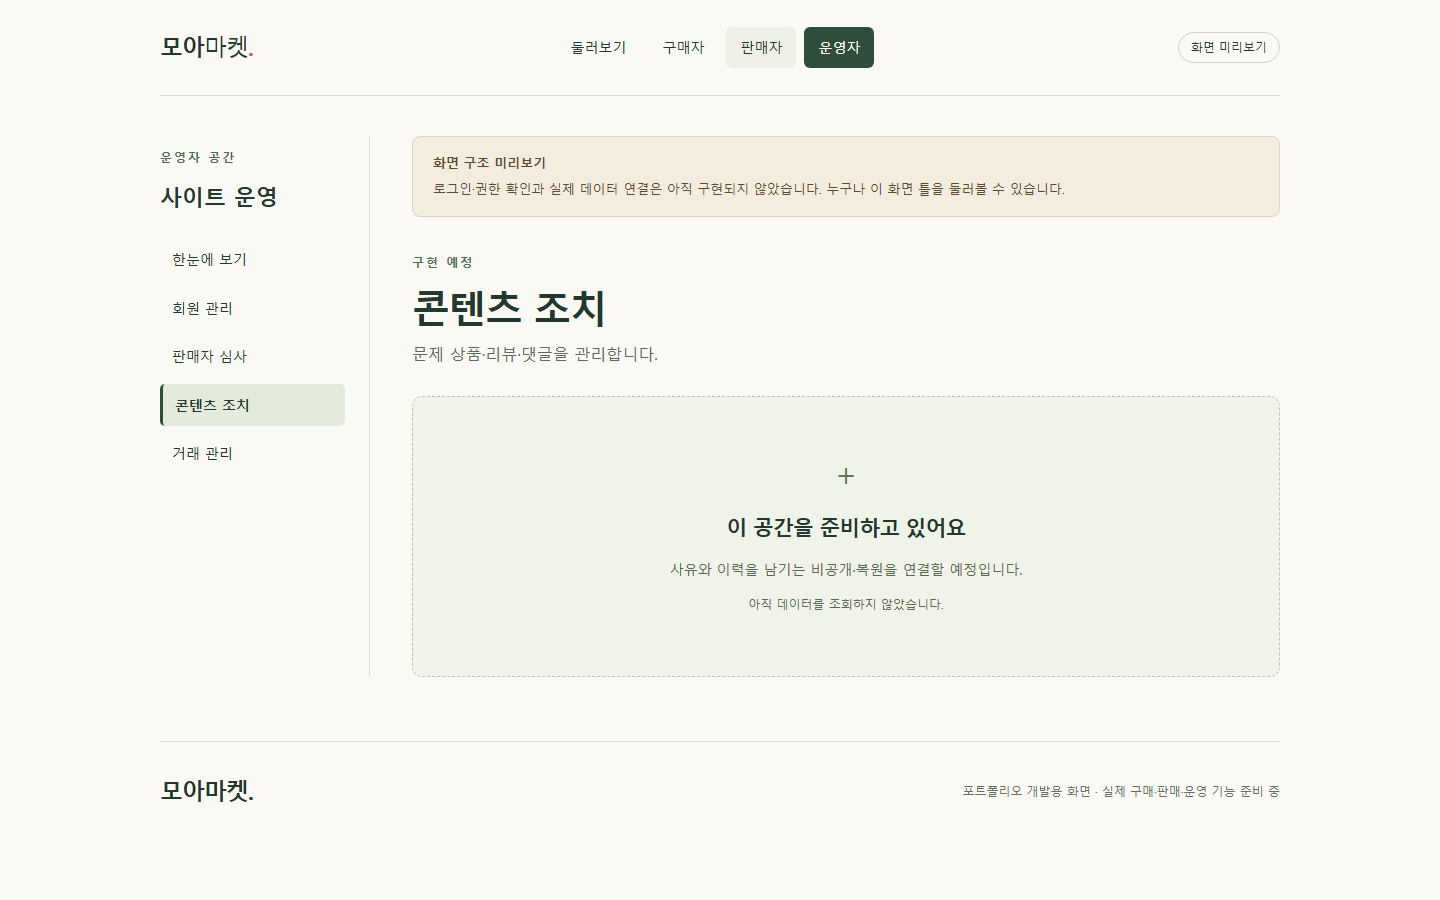 모아마켓.
둘러보기
구매자
판매자
운영자
화면 미리보기
운영자 공간
사이트 운영
한눈에 보기
회원 관리
판매자 심사
콘텐츠 조치
거래 관리
화면 구조 미리보기
로그인·권한 확인과 실제 데이터 연결은 아직 구현되지 않았습니다. 누구나 이 화면 틀을 둘러볼 수 있습니다.
구현 예정
콘텐츠 조치
문제 상품·리뷰·댓글을 관리합니다.
+
이 공간을 준비하고 있어요
사유와 이력을 남기는 비공개·복원을 연결할 예정입니다.
아직 데이터를 조회하지 않았습니다.
모아마켓.
포트폴리오 개발용 화면 · 실제 구매·판매·운영 기능 준비 중